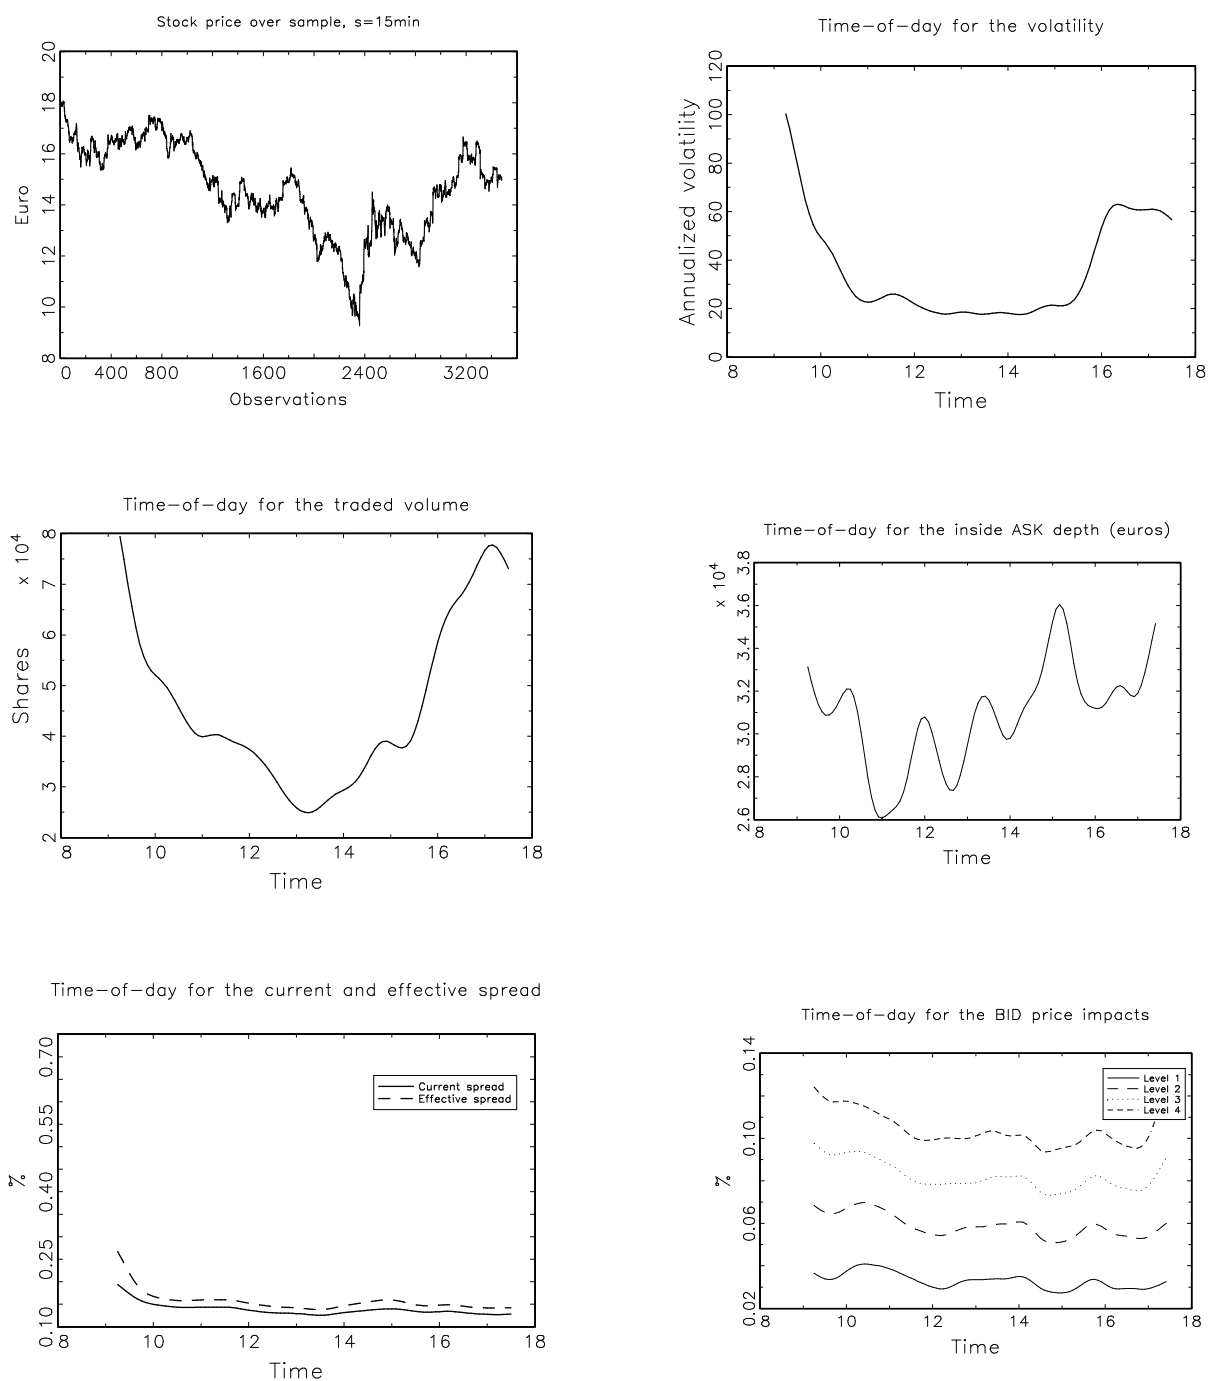 Stock price over sample, s=15min
Euro
20
18
16
14
12
10
8
0 400 800 1600 2400 3200
Observations
Time-of-day for the volatility
Annualized volatility
120
100
80
60
40
20
0
8 10 12 14 16 18
Time
Time-of-day for the traded volume
x 10^4
Shares
8
7
6
5
4
3
2
8 10 12 14 16 18
Time
Time-of-day for the inside ASK depth (euros)
x 10^4
3.8
3.6
3.4
3.2
3.0
2.8
2.6
8 10 12 14 16 18
Time
Time-of-day for the current and effective spread
%
0.70
0.55
0.40
0.25
0.10
Current spread
Effective spread
8 10 12 14 16 18
Time
Time-of-day for the BID price impacts
%
0.14
0.10
0.06
0.02
Level 1
Level 2
Level 3
Level 4
8 10 12 14 16 18
Time